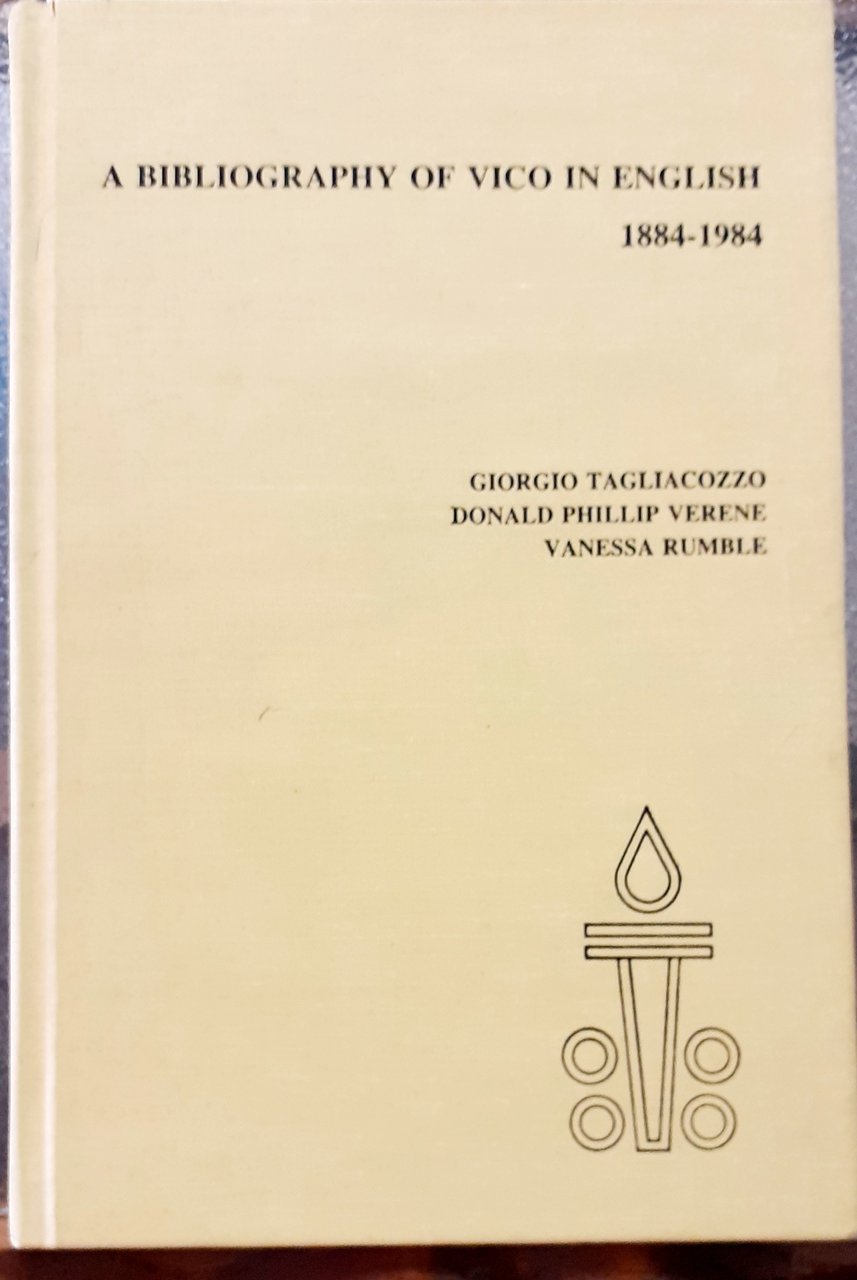 A BIBLIOGRAPHY OF VICO IN ENGLISH
1884-1984
GIORGIO TAGLIACOZZO
DONALD PHILLIP VERENE
VANESSA RUMBLE